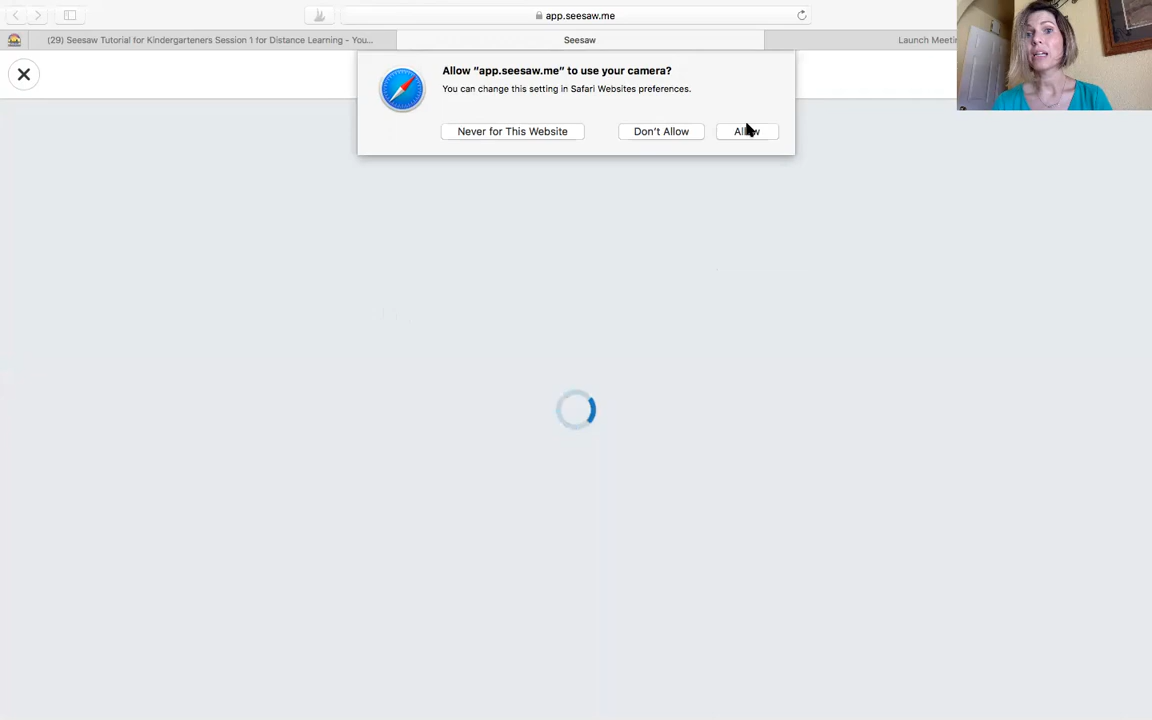 app.seesaw.me
(29) Seesaw Tutorial for Kindergarteners Session 1 for Distance Learning - You...
Seesaw
Launch Meetin
Allow "app.seesaw.me" to use your camera?
You can change this setting in Safari Websites preferences.
Never for This Website
Don't Allow
Allow